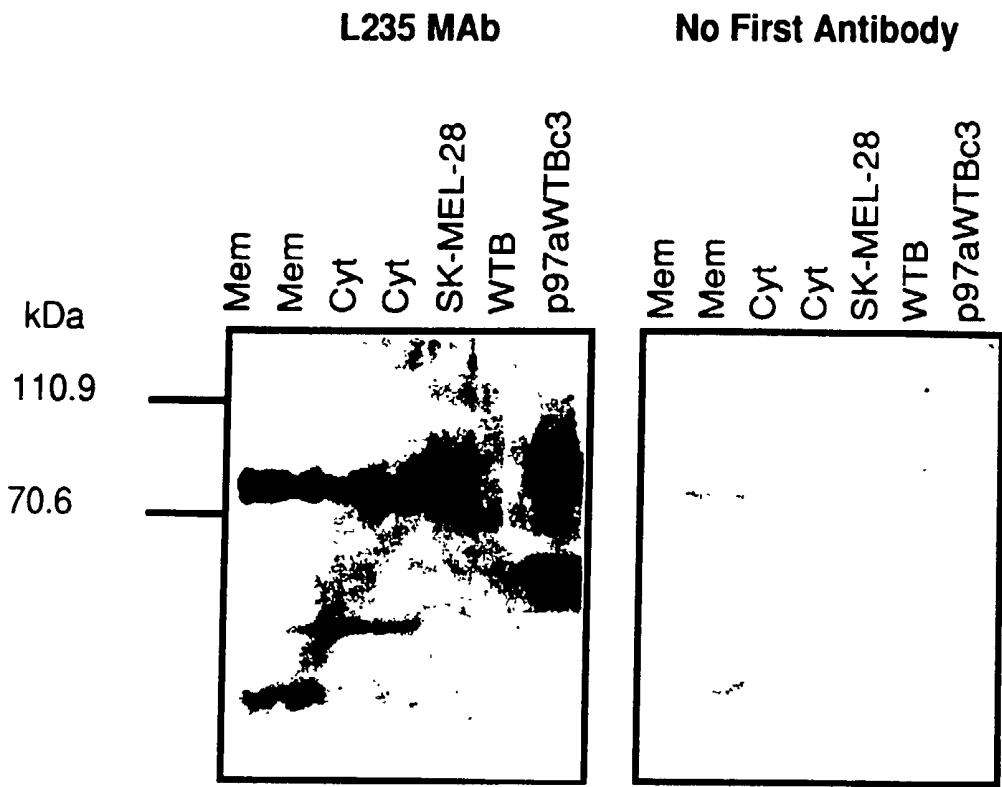 L235 MAb
No First Antibody
Mem
Mem
Cyt
Cyt
SK-MEL-28
WTB
p97aWTBc3
Mem
Mem
Cyt
Cyt
SK-MEL-28
WTB
p97aWTBc3
kDa
110.9
70.6